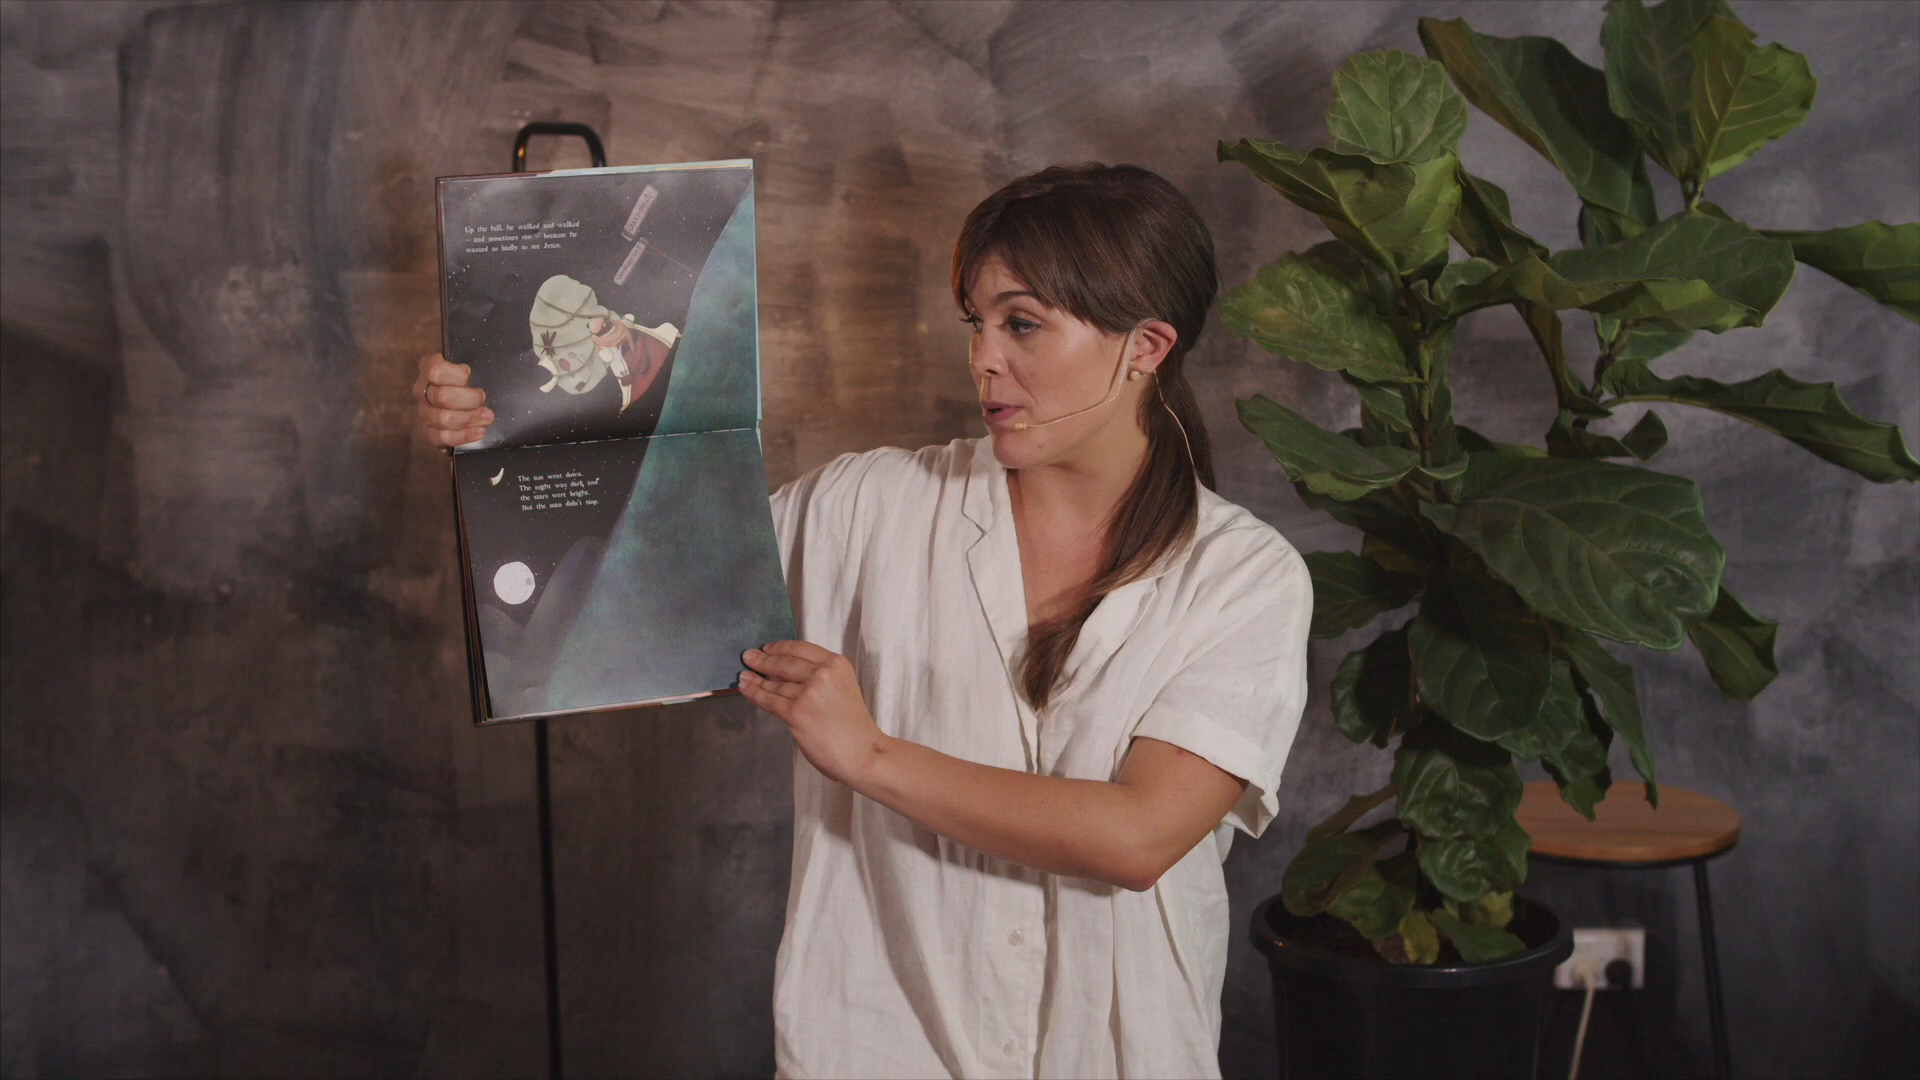 Up the hill, he walked and walked
– and sometimes ran – because he
wanted so badly to see Jesus.
The sun went down.
The night was dark and
the stars were bright.
But the man didn't stop.